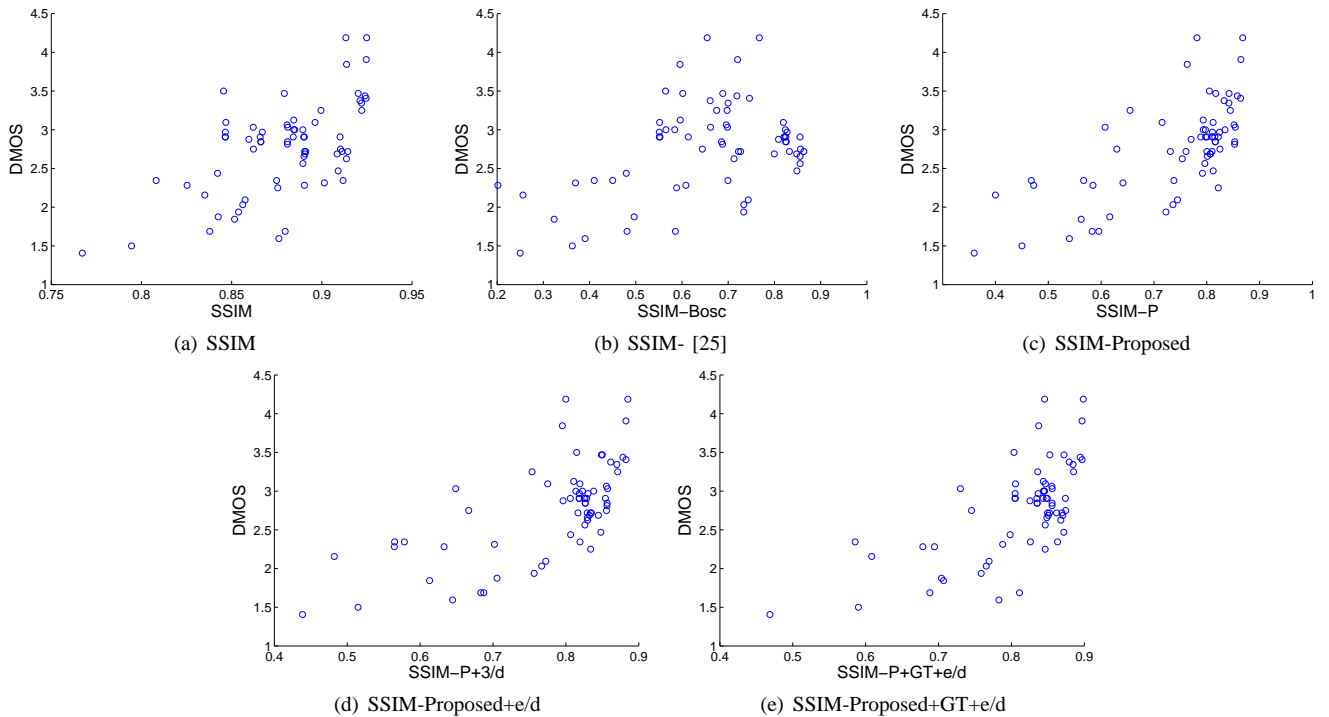 4.5
4
3.5
3
2.5
2
1.5
1
DMOS
0.75 0.8 0.85 0.9 0.95
SSIM
(a) SSIM
4.5
4
3.5
3
2.5
2
1.5
1
DMOS
0.2 0.3 0.4 0.5 0.6 0.7 0.8 0.9 1
SSIM−Bosc
(b) SSIM- [25]
4.5
4
3.5
3
2.5
2
1.5
1
DMOS
0.4 0.5 0.6 0.7 0.8 0.9 1
SSIM−P
(c) SSIM-Proposed
4.5
4
3.5
3
2.5
2
1.5
1
DMOS
0.4 0.5 0.6 0.7 0.8 0.9
SSIM−P+3/d
(d) SSIM-Proposed+e/d
4.5
4
3.5
3
2.5
2
1.5
1
DMOS
0.4 0.5 0.6 0.7 0.8 0.9
SSIM−P+GT+e/d
(e) SSIM-Proposed+GT+e/d